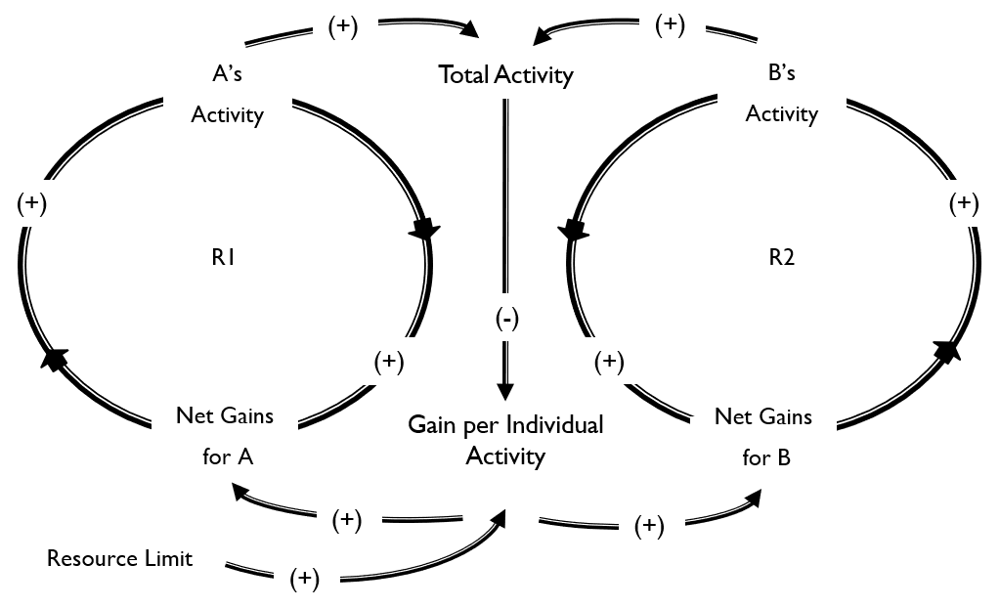 (+)
(+)
A's
Activity
Total Activity
B's
Activity
(+)
(+)
R1
R2
(-)
(+)
(+)
Net Gains
for A
Gain per Individual
Activity
Net Gains
for B
(+)
(+)
Resource Limit
(+)